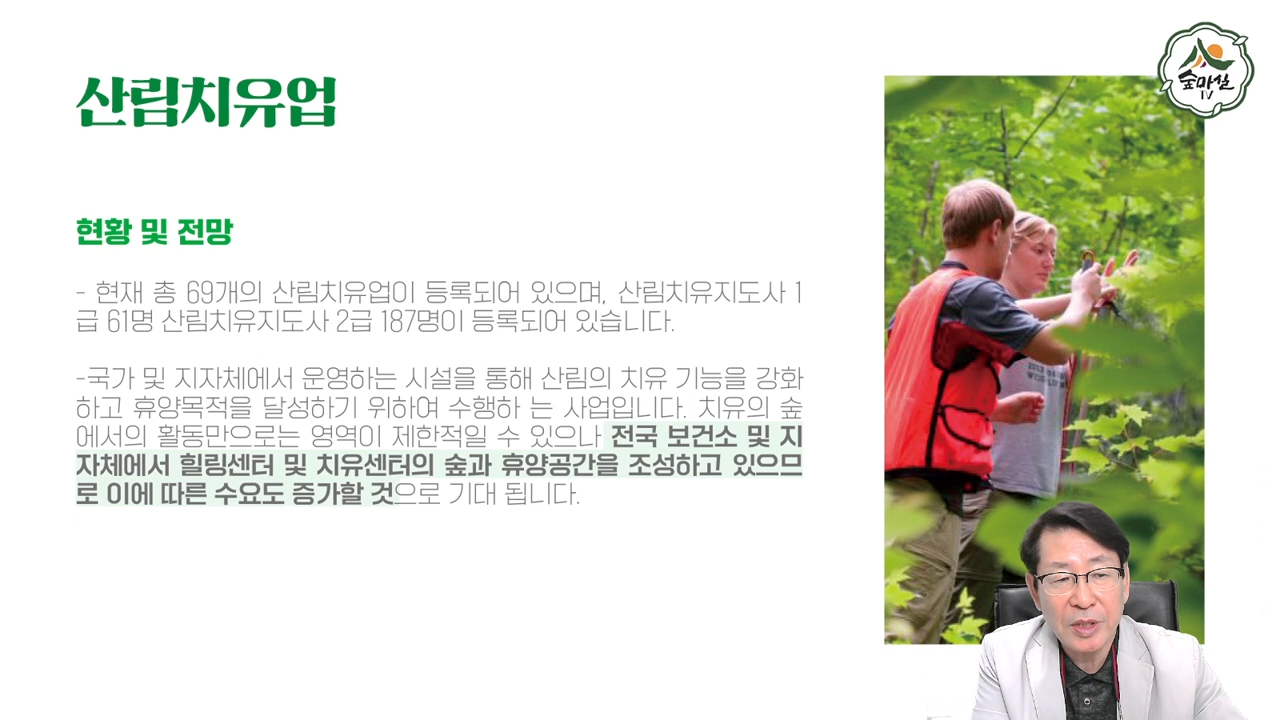 산림치유업
숲마실
TV
현황 및 전망
- 현재 총 69개의 산림치유업이 등록되어 있으며, 산림치유지도사 1
급 61명 산림치유지도사 2급 187명이 등록되어 있습니다.
-국가 및 지자체에서 운영하는 시설을 통해 산림의 치유 기능을 강화
하고 휴양목적을 달성하기 위하여 수행하 는 사업입니다. 치유의 숲
에서의 활동만으로는 영역이 제한적일 수 있으나 전국 보건소 및 지
자체에서 힐링센터 및 치유센터의 숲과 휴양공간을 조성하고 있으므
로 이에 따른 수요도 증가할 것으로 기대 됩니다.